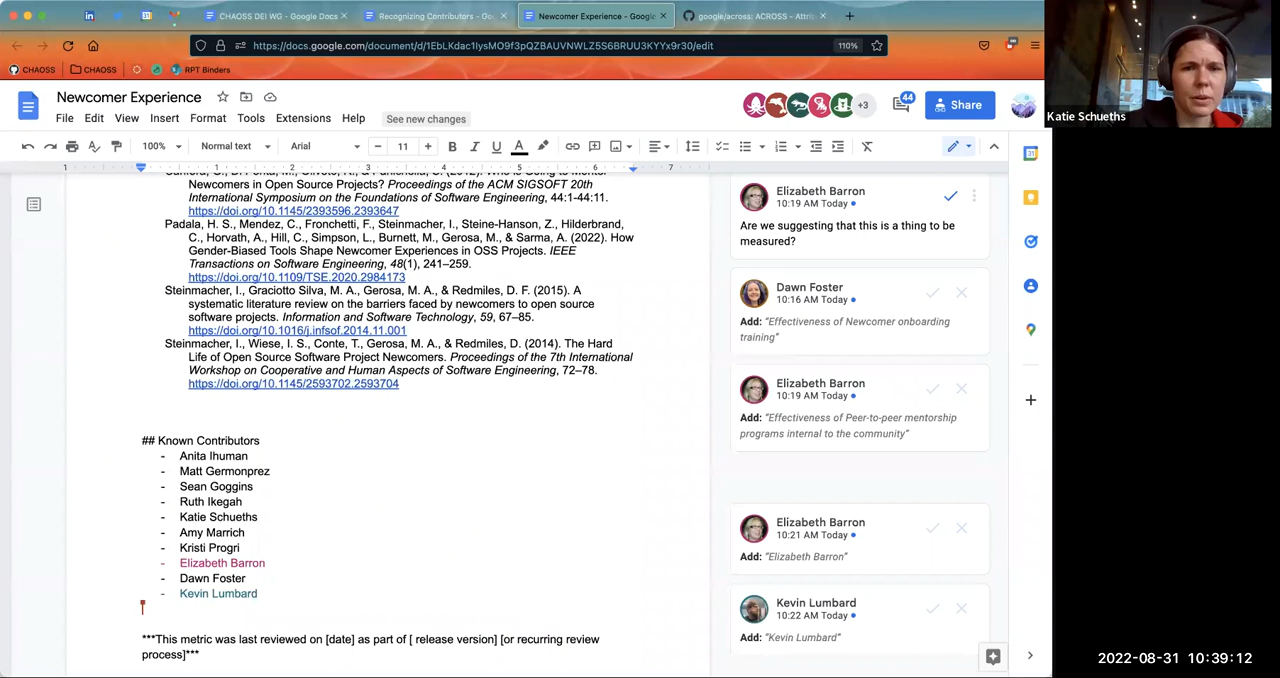 CHAOSS DEI WG - Google Docs
Recognizing Contributors - Go
Newcomer Experience - Google
google/across: ACROSS - Attri
https://docs.google.com/document/d/1EbLKdac1IysMO9f3pQZBAUVNWLZ5S6BRUU3KYYx9r30/edit
110%
CHAOSS
CHAOSS
RPT Binders
Katie Schueths
Newcomer Experience
+3
44
Share
File Edit View Insert Format Tools Extensions Help
See new changes
100%
Normal text
Arial
11
B I U A
1 1 2 3 4 5 6 7
Newcomers in Open Source Projects? Proceedings of the ACM SIGSOFT 20th
International Symposium on the Foundations of Software Engineering, 44:1-44:11.
https://doi.org/10.1145/2393596.2393647
Padala, H. S., Mendez, C., Fronchetti, F., Steinmacher, I., Steine-Hanson, Z., Hilderbrand,
C., Horvath, A., Hill, C., Simpson, L., Burnett, M., Gerosa, M., & Sarma, A. (2022). How
Gender-Biased Tools Shape Newcomer Experiences in OSS Projects. IEEE
Transactions on Software Engineering, 48(1), 241–259.
https://doi.org/10.1109/TSE.2020.2984173
Steinmacher, I., Graciotto Silva, M. A., Gerosa, M. A., & Redmiles, D. F. (2015). A
systematic literature review on the barriers faced by newcomers to open source
software projects. Information and Software Technology, 59, 67–85.
https://doi.org/10.1016/j.infsof.2014.11.001
Steinmacher, I., Wiese, I. S., Conte, T., Gerosa, M. A., & Redmiles, D. (2014). The Hard
Life of Open Source Software Project Newcomers. Proceedings of the 7th International
Workshop on Cooperative and Human Aspects of Software Engineering, 72–78.
https://doi.org/10.1145/2593702.2593704
## Known Contributors
- Anita Ihuman
- Matt Germonprez
- Sean Goggins
- Ruth Ikegah
- Katie Schueths
- Amy Marrich
- Kristi Progri
- Elizabeth Barron
- Dawn Foster
- Kevin Lumbard
***This metric was last reviewed on [date] as part of [ release version] [or recurring review
process]***
Elizabeth Barron
10:19 AM Today
Are we suggesting that this is a thing to be
measured?
Dawn Foster
10:16 AM Today
Add: “Effectiveness of Newcomer onboarding
training”
Elizabeth Barron
10:19 AM Today
Add: “Effectiveness of Peer-to-peer mentorship
programs internal to the community”
Elizabeth Barron
10:21 AM Today
Add: “Elizabeth Barron”
Kevin Lumbard
10:22 AM Today
Add: “Kevin Lumbard”
2022-08-31 10:39:12